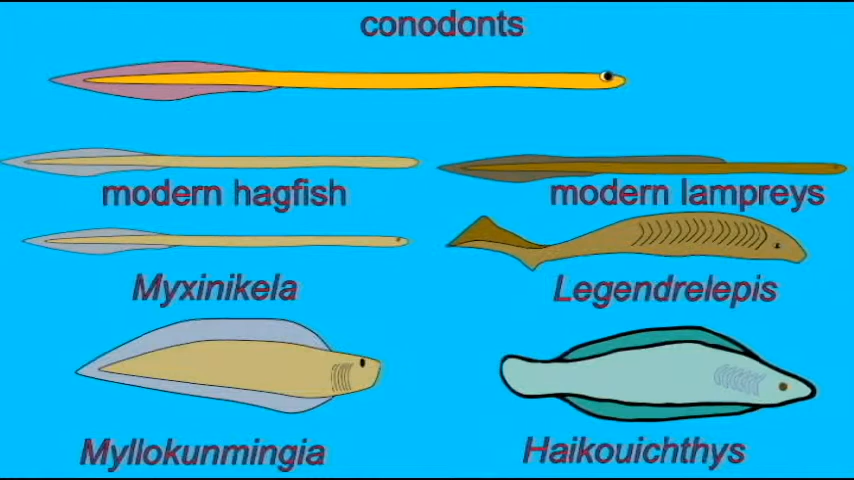 conodonts
modern hagfish
modern lampreys
Myxinikela
Legendrelepis
Myllokunmingia
Haikouichthys